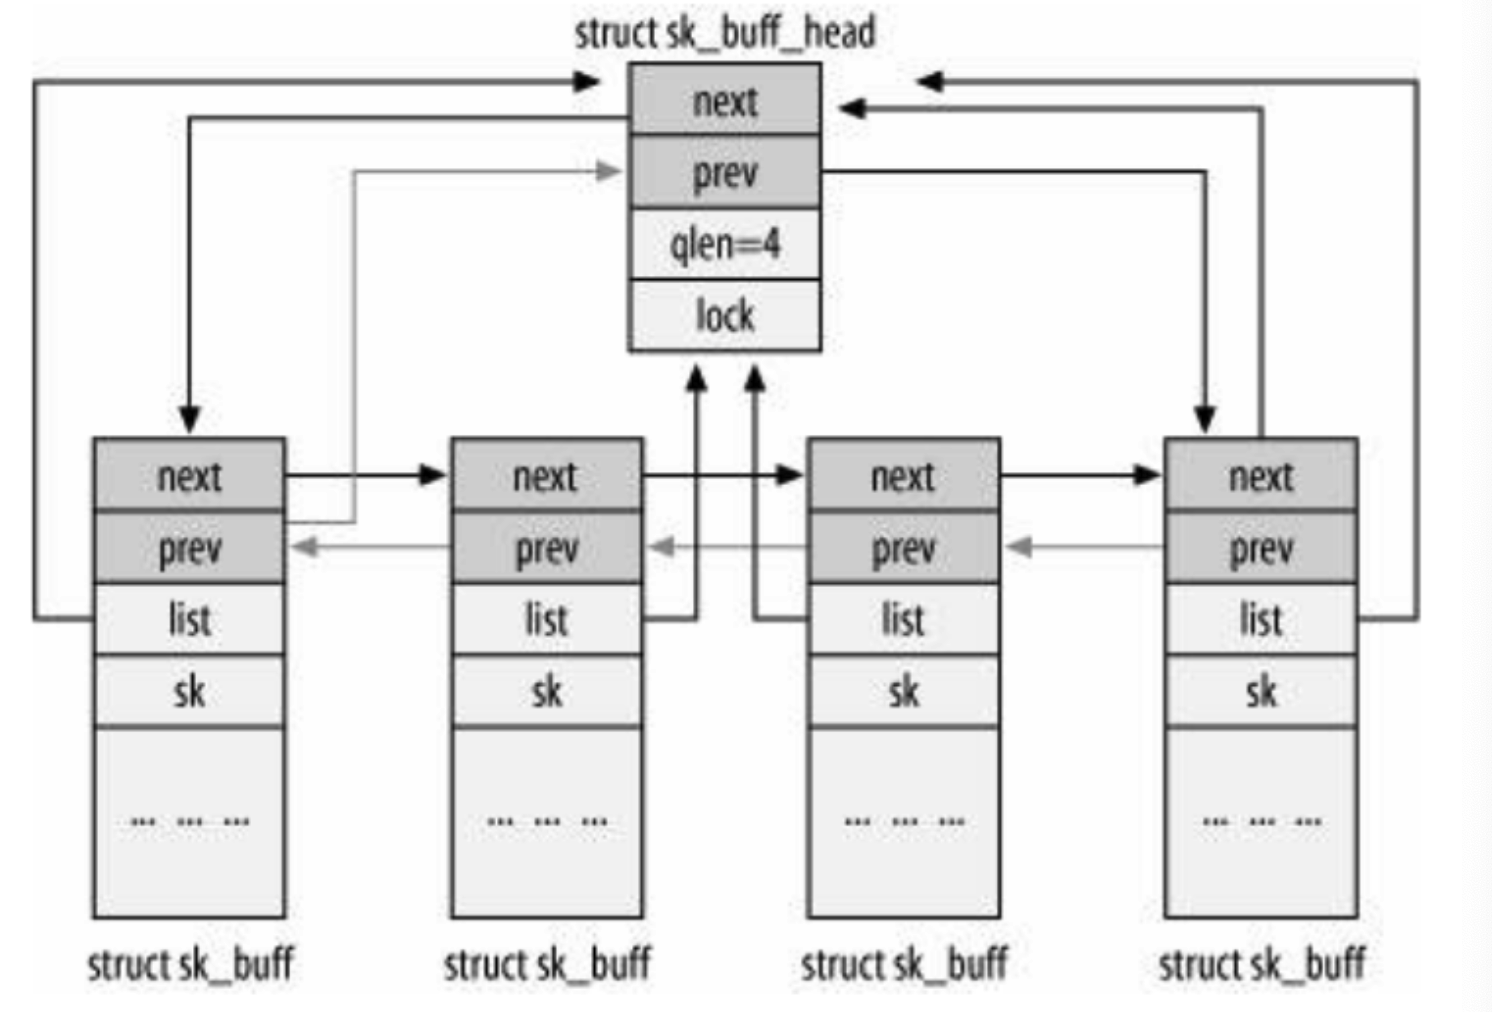 struct sk_buff_head
next
prev
qlen=4
lock
next next next next
prev prev prev prev
list list list list
sk sk sk sk
... ... ... ... ... ... ... ... ... ... ... ...
struct sk_buff struct sk_buff struct sk_buff struct sk_buff